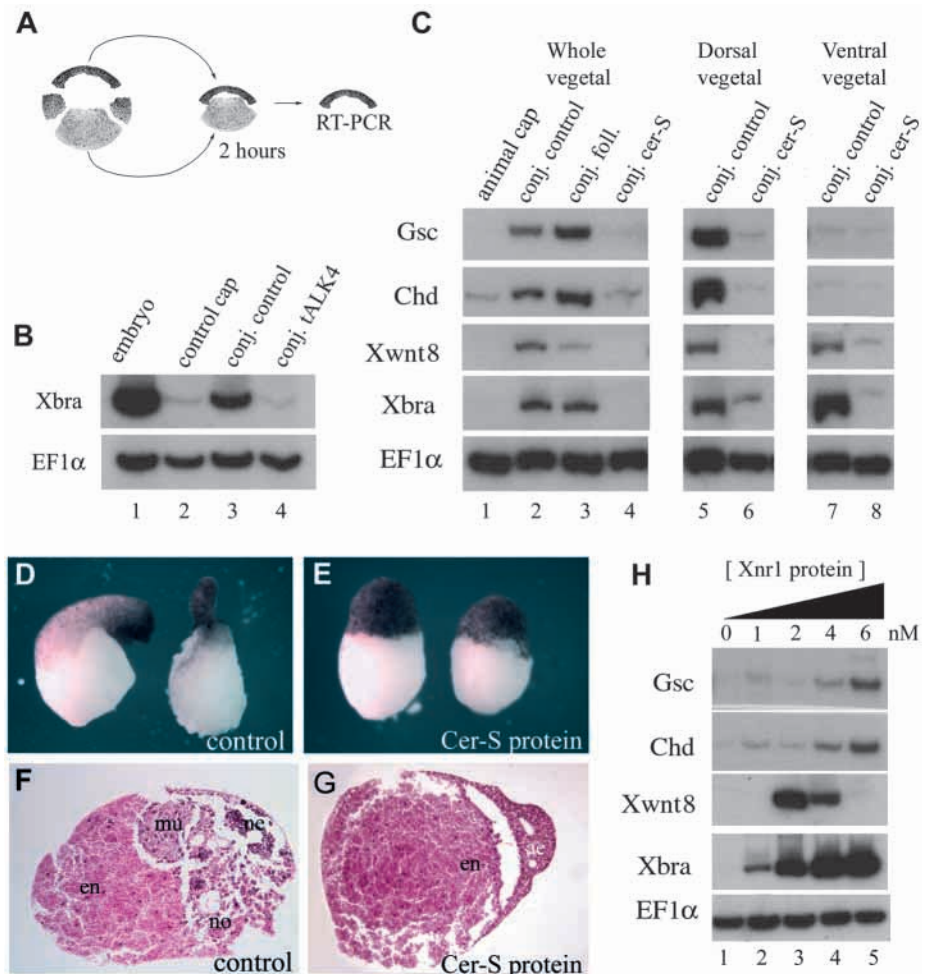 A
2 hours
RT-PCR
B
embryo
control cap
conj. control
conj. tALK4
Xbra
EF1α
1 2 3 4
C
Whole vegetal
Dorsal vegetal
Ventral vegetal
animal cap
conj. control
conj. foll.
conj. cer-S
conj. control
conj. cer-S
conj. control
conj. cer-S
Gsc
Chd
Xwnt8
Xbra
EF1α
1 2 3 4 5 6 7 8
D
control
E
Cer-S protein
F
mu
ne
en
no
control
G
ae
en
Cer-S protein
H
[ Xnr1 protein ]
0 1 2 4 6 nM
Gsc
Chd
Xwnt8
Xbra
EF1α
1 2 3 4 5